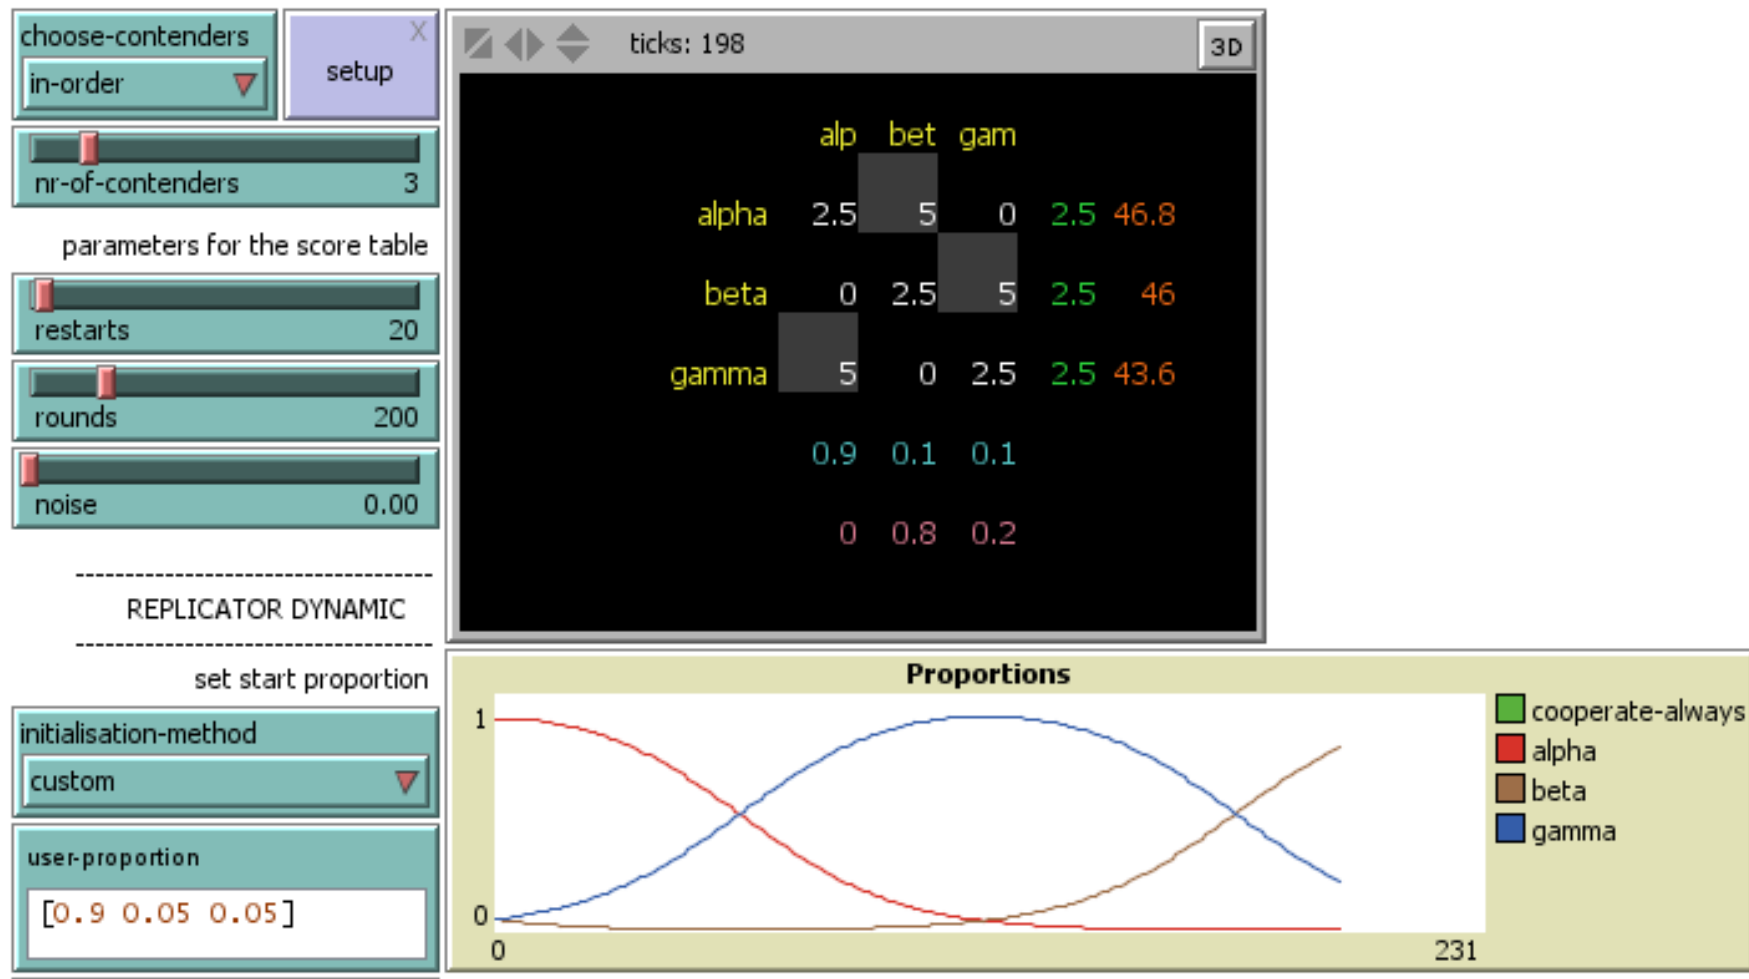 choose-contenders
in-order
X
setup
nr-of-contenders 3
parameters for the score table
restarts 20
rounds 200
noise 0.00
-----------------------------------
REPLICATOR DYNAMIC
-----------------------------------
set start proportion
initialisation-method
custom
user-proportion
[0.9 0.05 0.05]
ticks: 198
3D
alp bet gam
alpha 2.5 5 0 2.5 46.8
beta 0 2.5 5 2.5 46
gamma 5 0 2.5 2.5 43.6
0.9 0.1 0.1
0 0.8 0.2
Proportions
1
0
0 231
cooperate-always
alpha
beta
gamma